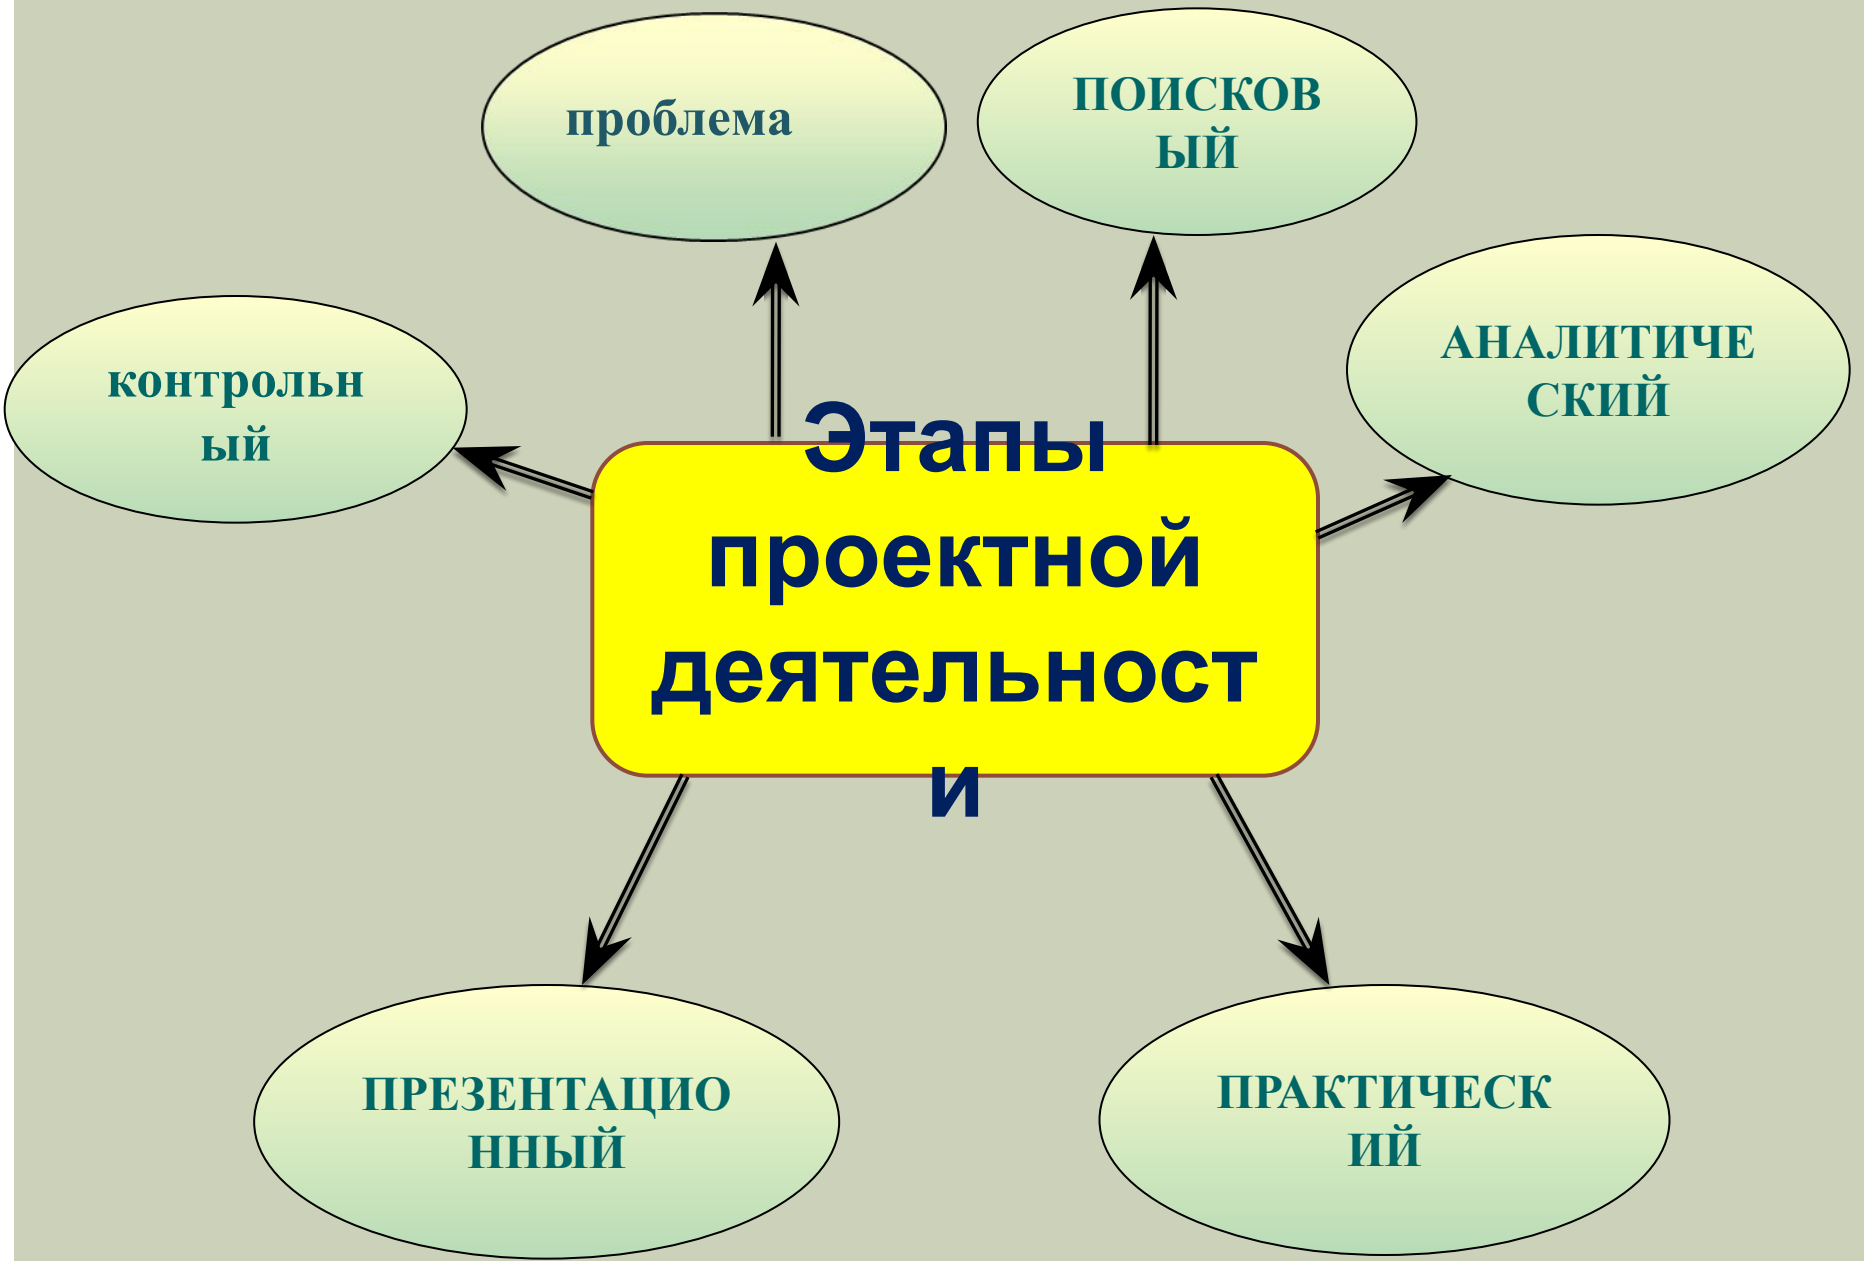 проблема
ПОИСКОВ
ЫЙ
АНАЛИТИЧЕ
СКИЙ
контрольн
ый
Этапы
проектной
деятельност
и
ПРЕЗЕНТАЦИО
ННЫЙ
ПРАКТИЧЕСК
ИЙ